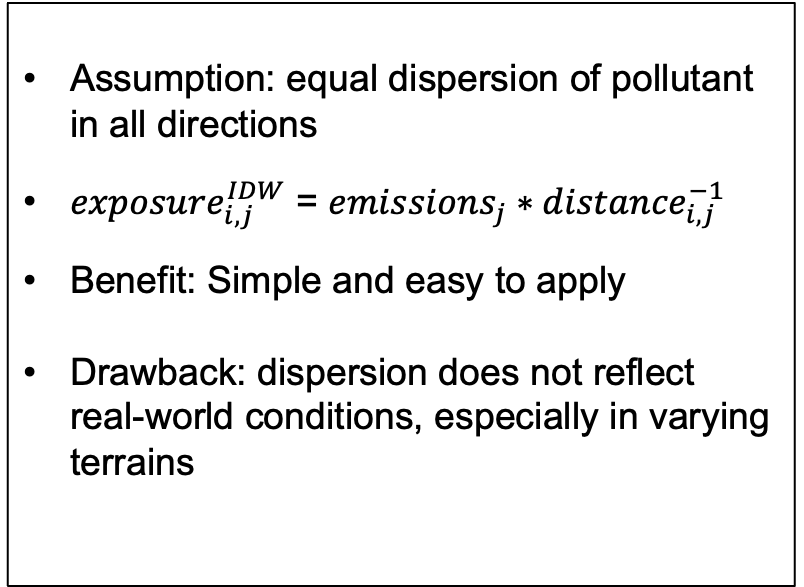 • Assumption: equal dispersion of pollutant
in all directions
• $exposure_{i,j}^{IDW} = emissions_j * distance_{i,j}^{-1}$
• Benefit: Simple and easy to apply
• Drawback: dispersion does not reflect
real-world conditions, especially in varying
terrains